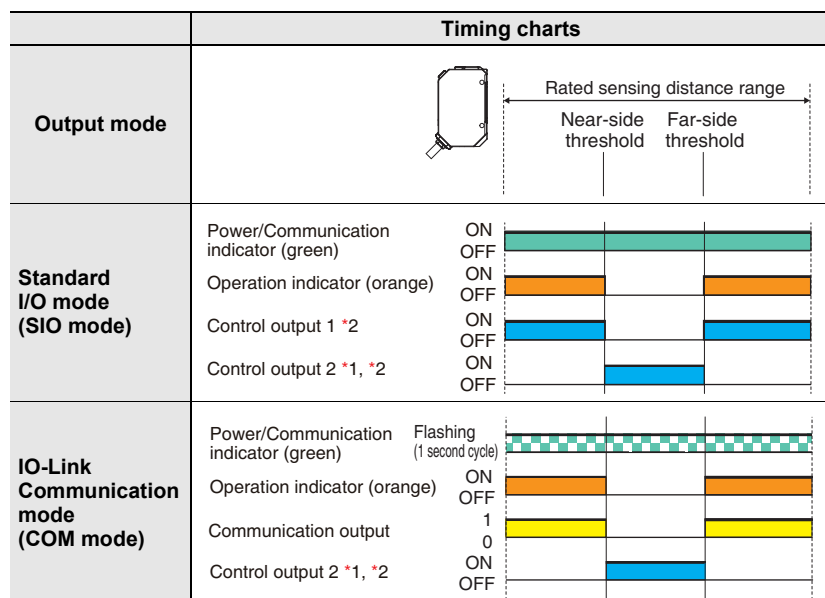 Timing charts
Output mode
Rated sensing distance range
Near-side threshold
Far-side threshold
Standard
I/O mode
(SIO mode)
Power/Communication
indicator (green)
ON
OFF
Operation indicator (orange)
ON
OFF
Control output 1 *2
ON
OFF
Control output 2 *1, *2
ON
OFF
IO-Link
Communication
mode
(COM mode)
Power/Communication
indicator (green)
Flashing
(1 second cycle)
Operation indicator (orange)
ON
OFF
Communication output
1
0
Control output 2 *1, *2
ON
OFF